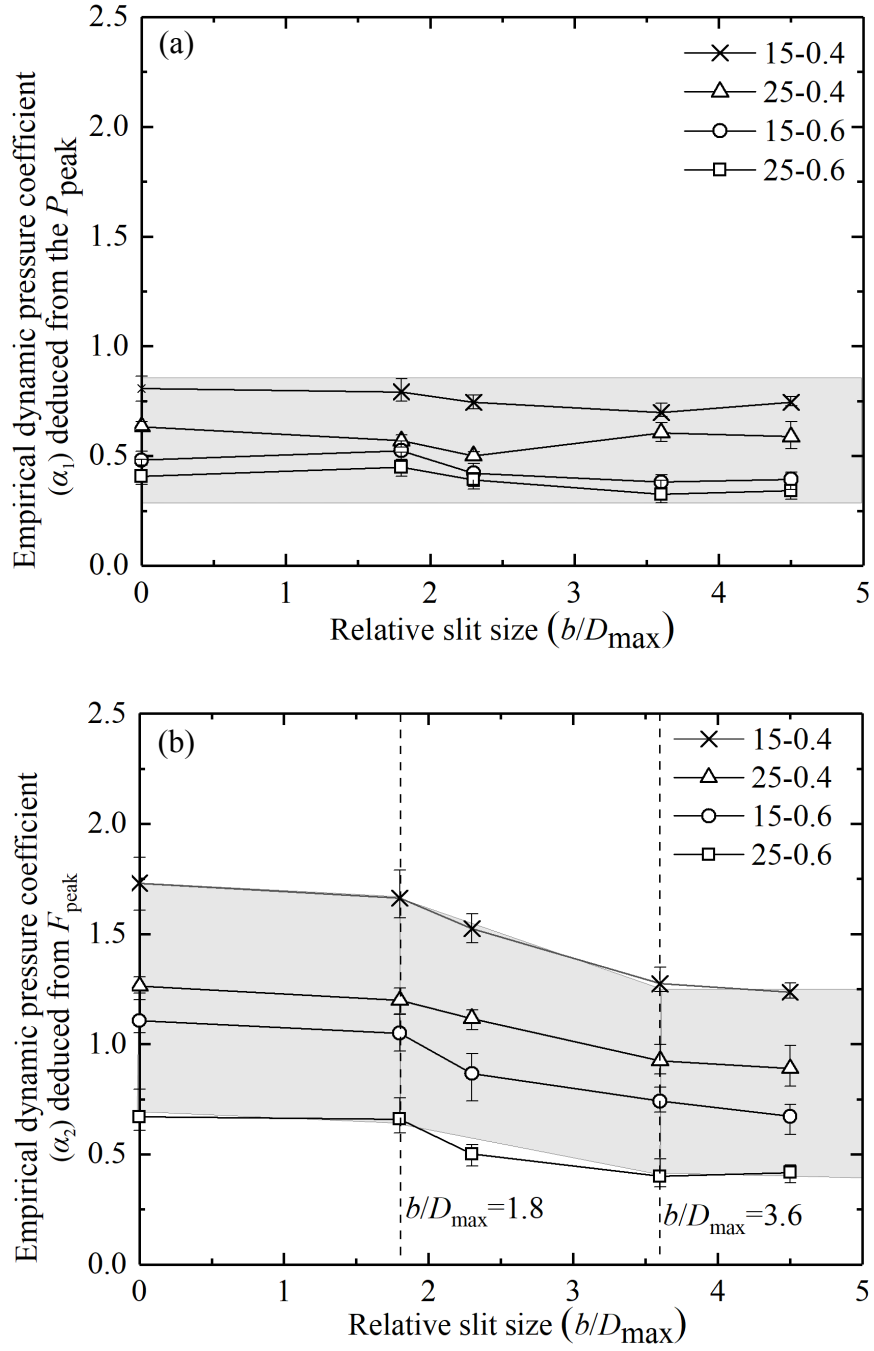 (a)
2.5
2.0
1.5
1.0
0.5
0.0
Empirical dynamic pressure coefficient
(α1) deduced from the Ppeak
15-0.4
25-0.4
15-0.6
25-0.6
0 1 2 3 4 5
Relative slit size (b/Dmax)
(b)
2.5
2.0
1.5
1.0
0.5
0.0
Empirical dynamic pressure coefficient
(α2) deduced from Fpeak
15-0.4
25-0.4
15-0.6
25-0.6
b/Dmax=1.8
b/Dmax=3.6
0 1 2 3 4 5
Relative slit size (b/Dmax)